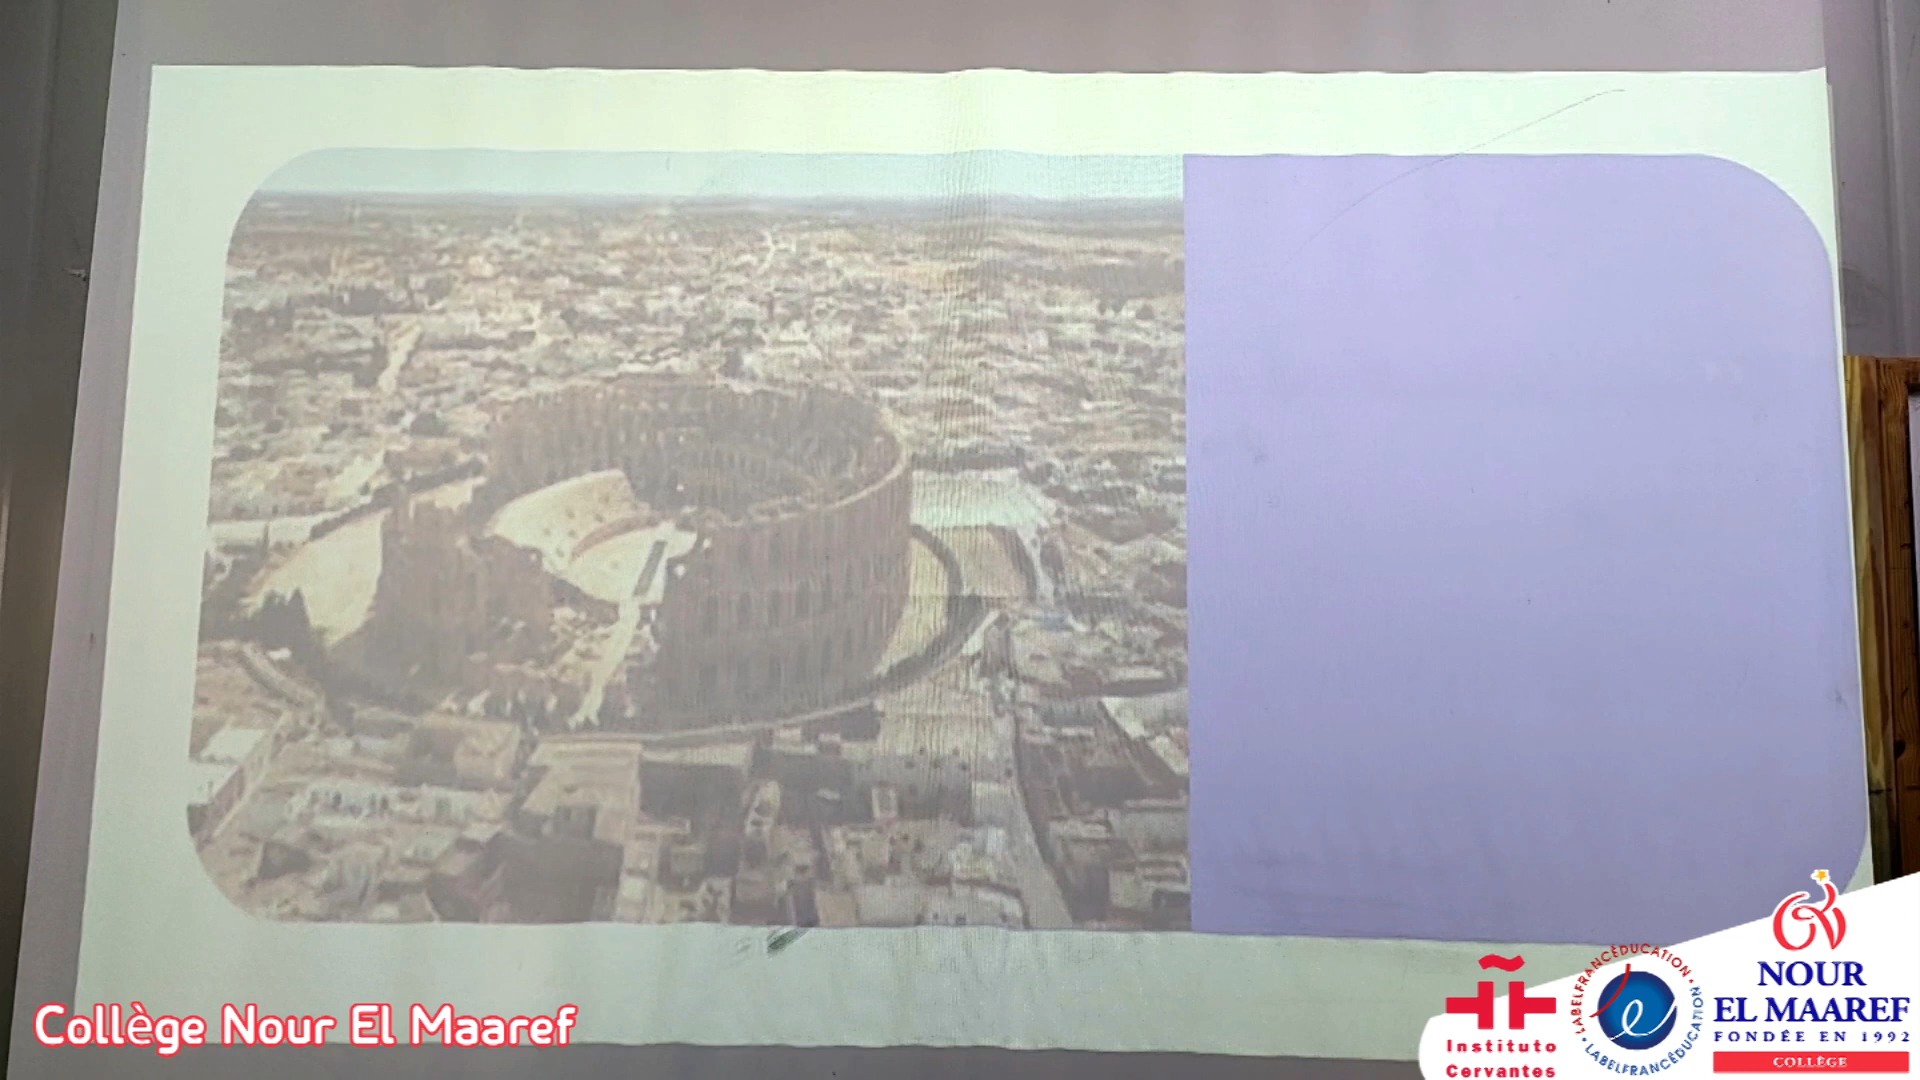 Collège Nour El Maaref
Instituto
Cervantes
LABELFRANCÉDUCATION • LABELFRANCÉDUCATION •
NOUR
EL MAAREF
FONDÉE EN 1992
COLLÈGE